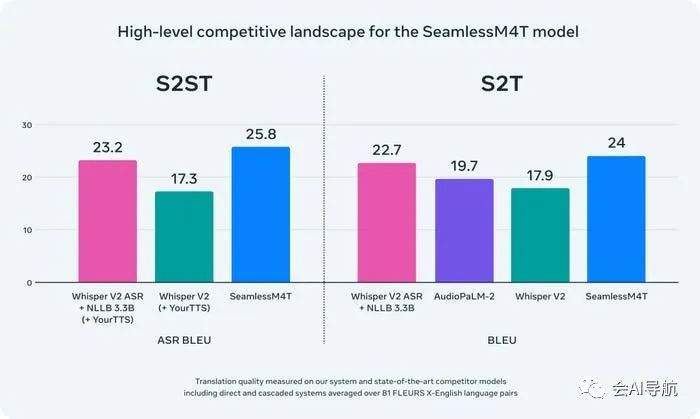 High-level competitive landscape for the SeamlessM4T model
S2ST
S2T
30
20
10
0
23.2
17.3
25.8
22.7
19.7
17.9
24
Whisper V2 ASR
+ NLLB 3.3B
(+ YourTTS)
Whisper V2
(+ YourTTS)
SeamlessM4T
Whisper V2 ASR
+ NLLB 3.3B
AudioPaLM-2
Whisper V2
SeamlessM4T
ASR BLEU
BLEU
Translation quality measured on our system and state-of-the-art competitor models
including direct and cascaded systems averaged over 81 FLEURS X-English language pairs
会AI导航